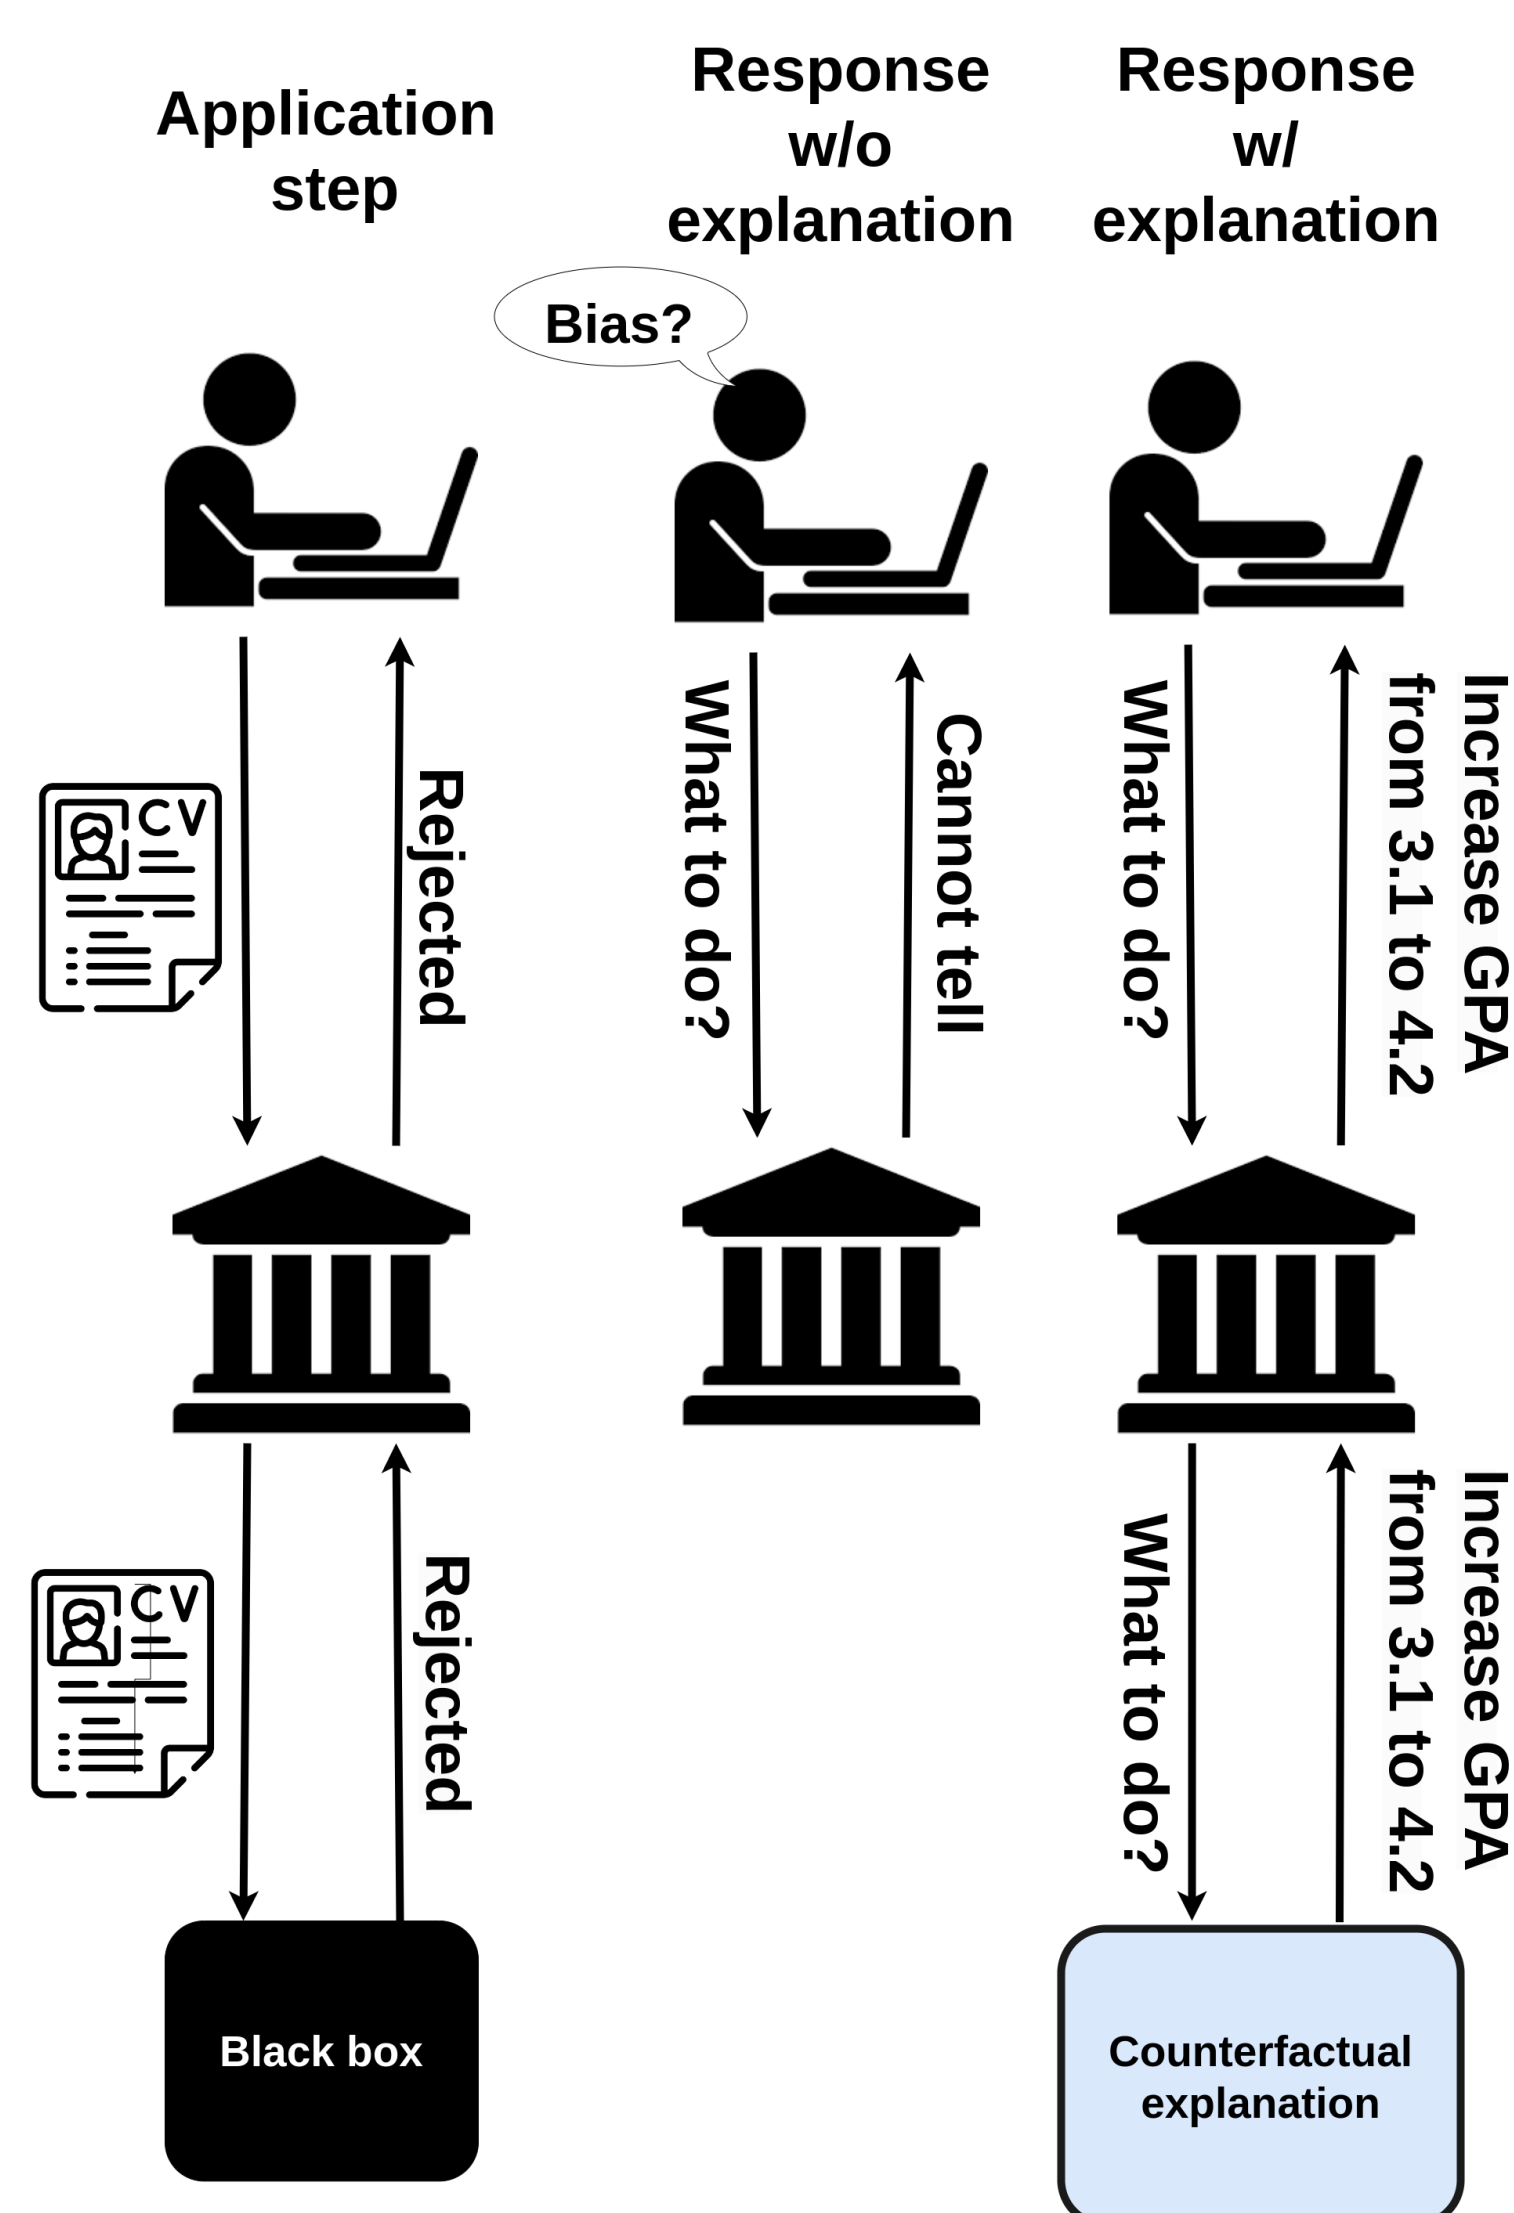 Application
step
Response
w/o
explanation
Response
w/
explanation
Bias?
CV
Rejected
What to do?
Cannot tell
What to do?
Increase GPA
from 3.1 to 4.2
CV
Rejected
What to do?
Increase GPA
from 3.1 to 4.2
Black box
Counterfactual
explanation